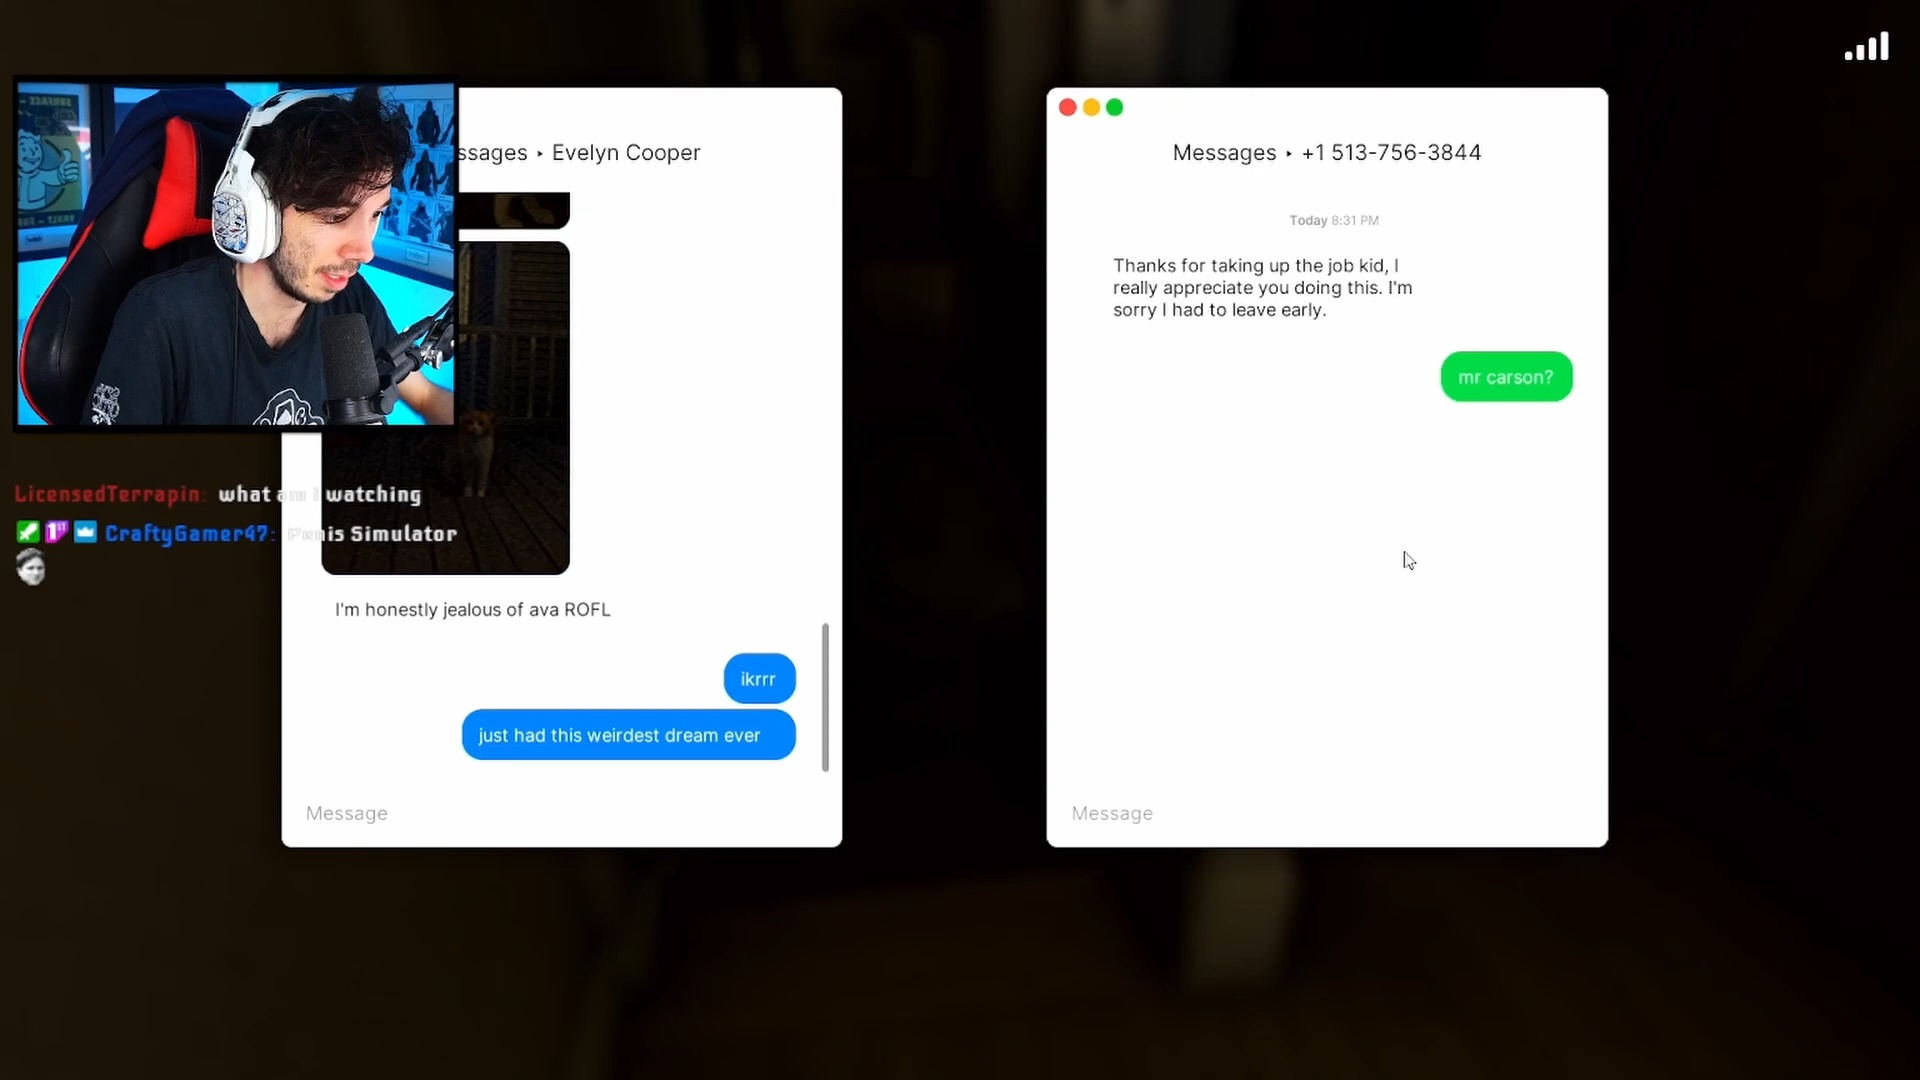 ssages ‣ Evelyn Cooper
I'm honestly jealous of ava ROFL
ikrrr
just had this weirdest dream ever
Message
Messages ‣ +1 513-756-3844
Today 8:31 PM
Thanks for taking up the job kid, I
really appreciate you doing this. I'm
sorry I had to leave early.
mr carson?
Message
LicensedTerrapin: what am I watching
CraftyGamer47: Penis Simulator